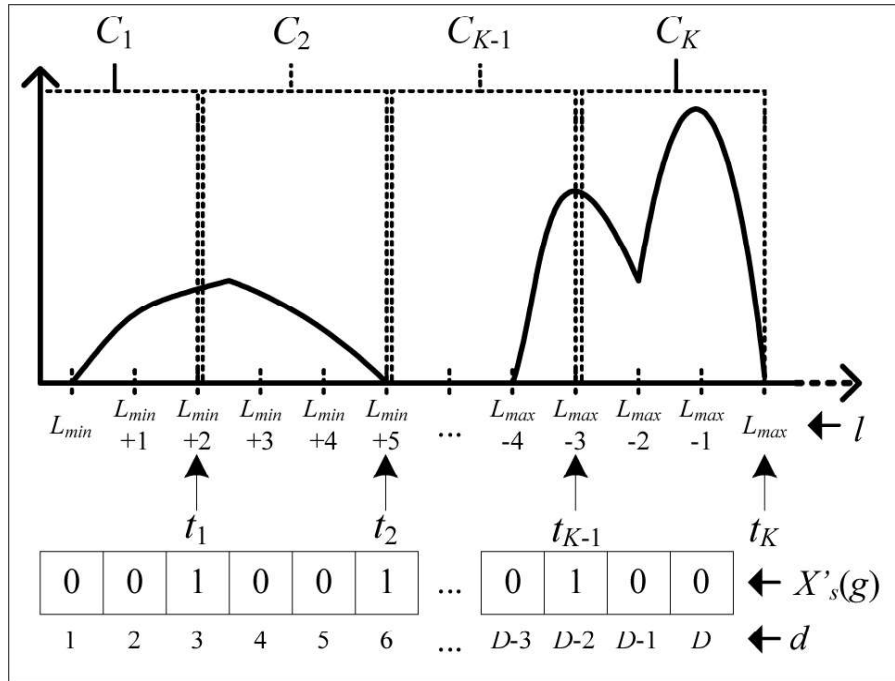 C1 C2 CK-1 CK
Lmin Lmin+1 Lmin+2 Lmin+3 Lmin+4 Lmin+5 ... Lmax-4 Lmax-3 Lmax-2 Lmax-1 Lmax l
t1 t2 tK-1 tK
0 0 1 0 0 1 ... 0 1 0 0 X's(g)
1 2 3 4 5 6 ... D-3 D-2 D-1 D d